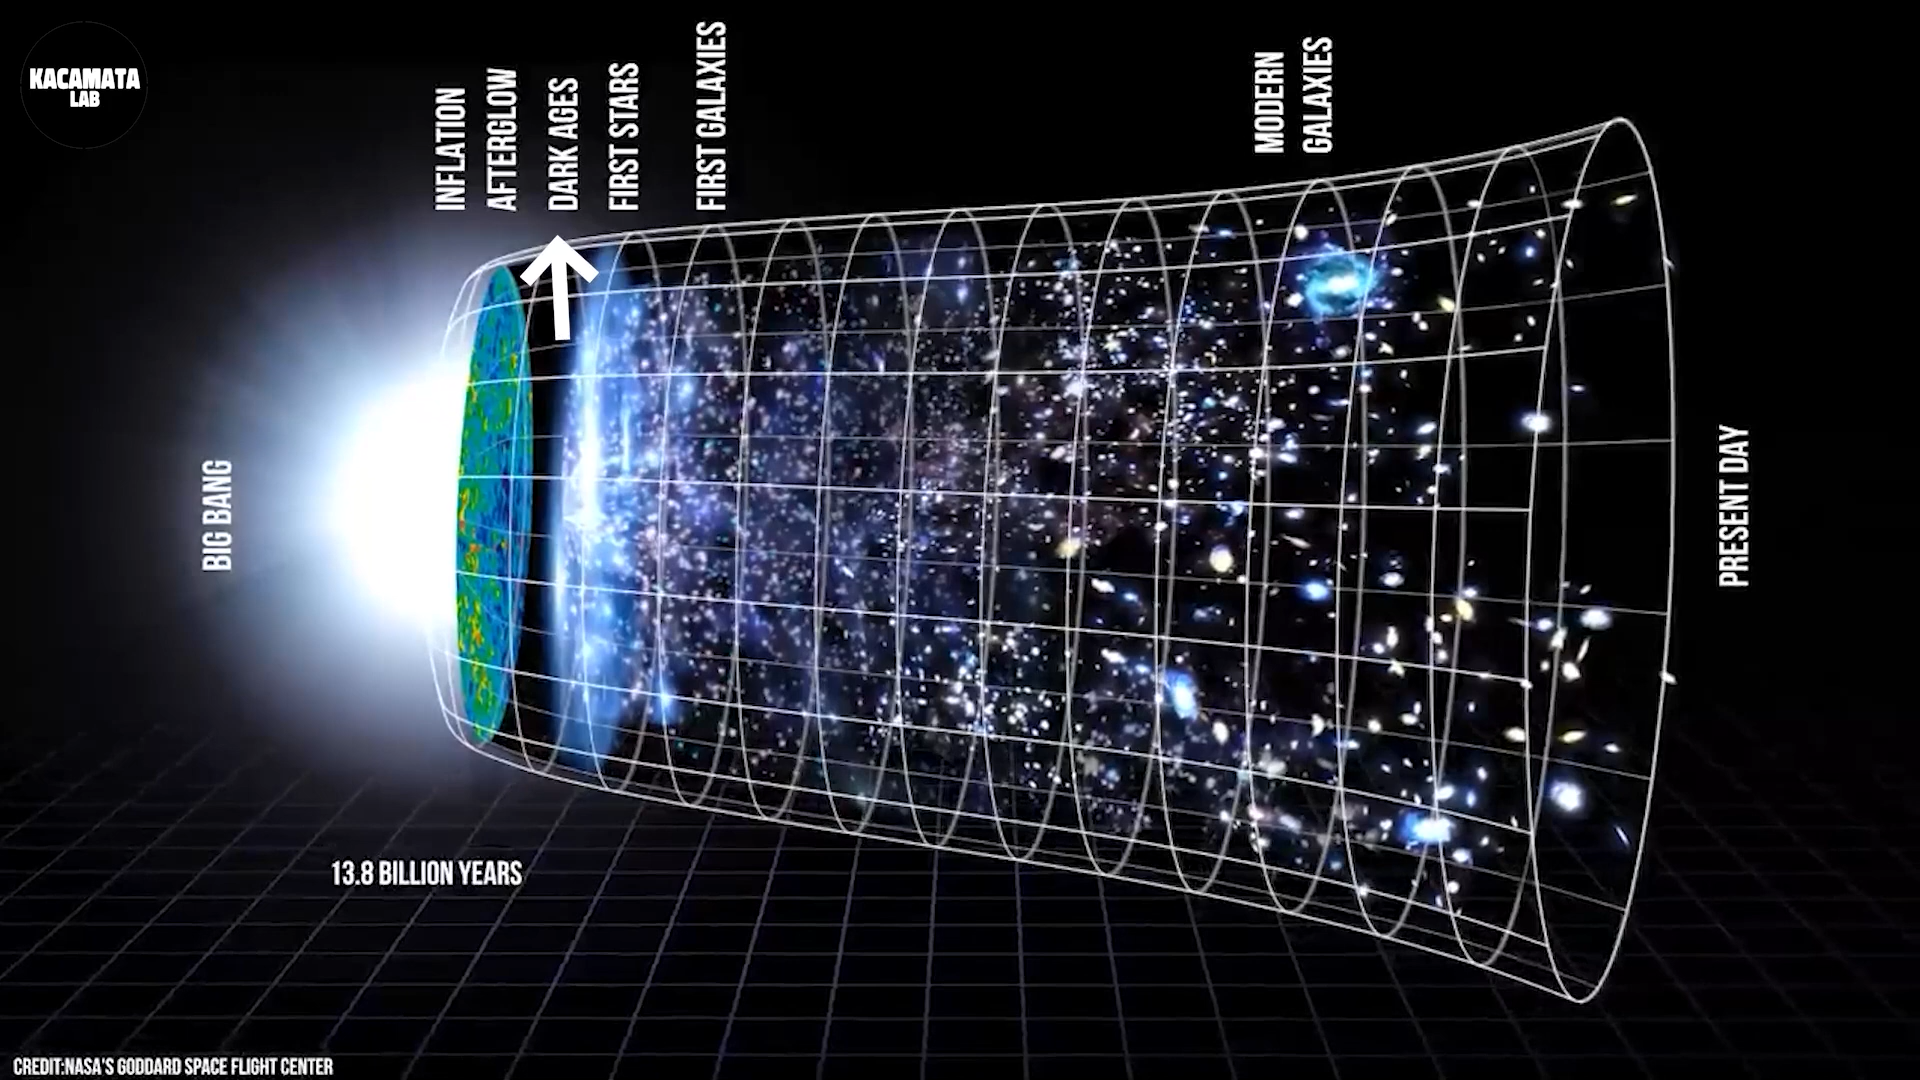 KACAMATA
LAB
INFLATION
AFTERGLOW
DARK AGES
FIRST STARS
FIRST GALAXIES
MODERN
GALAXIES
BIG BANG
PRESENT DAY
13.8 BILLION YEARS
CREDIT:NASA'S GODDARD SPACE FLIGHT CENTER